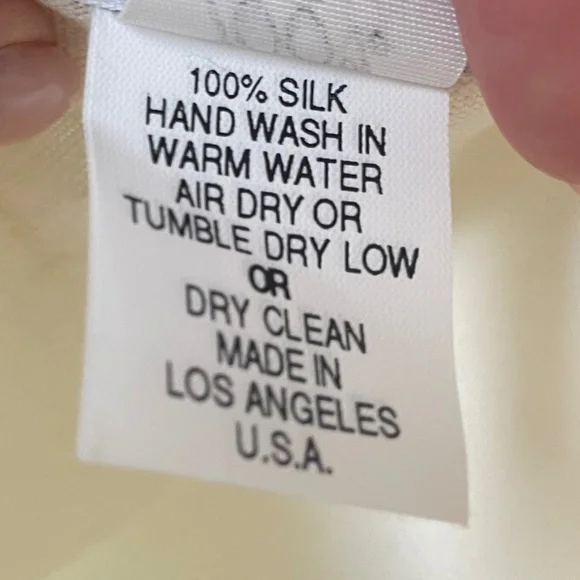 100% SILK
HAND WASH IN
WARM WATER
AIR DRY OR
TUMBLE DRY LOW
OR
DRY CLEAN
MADE IN
LOS ANGELES
U.S.A.